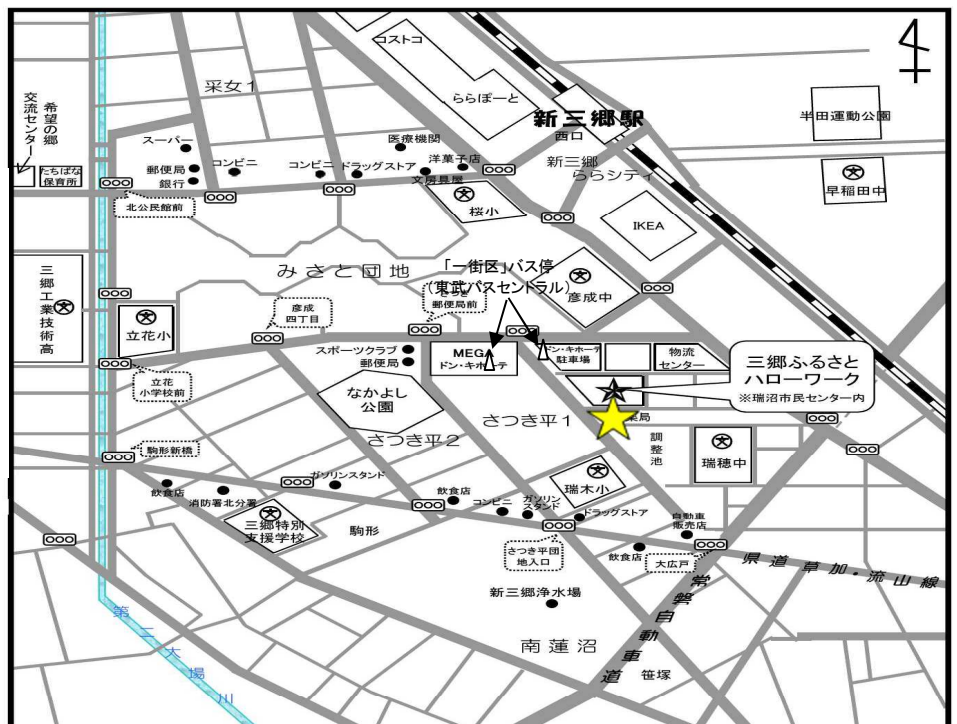 コストコ
采女1
ららぽーと
新三郷駅
西口
新三郷
ららシティ
半田運動公園
早稲田中
希望の郷
交流センター
たちばな
保育所
スーパー
郵便局
銀行
コンビニ
コンビニ
ドラッグストア
医療機関
洋菓子店
文房具屋
桜小
IKEA
北公民館前
三郷工業技術高
みさと団地
「一街区」バス停
(東武バスセントラル)
郵便局前
彦成中
立花小
彦成
四丁目
スポーツクラブ
郵便局
MEGA
ドン・キホーテ
ドン・キホーテ
駐車場
物流
センター
三郷ふるさと
ハローワーク
※瑞沼市民センター内
立花
小学校前
なかよし
公園
さつき平1
さつき平2
薬局
調整池
瑞穂中
駒形新橋
ガソリンスタンド
飲食店
消防署北分署
三郷特別
支援学校
駒形
飲食店
コンビニ
ガソリン
スタンド
瑞木小
ドラッグストア
自動車
販売店
さつき平団
地入口
飲食店
大広戸
県道草加・流山線
常磐自動車道
新三郷浄水場
南蓮沼
笹塚
第二大場川